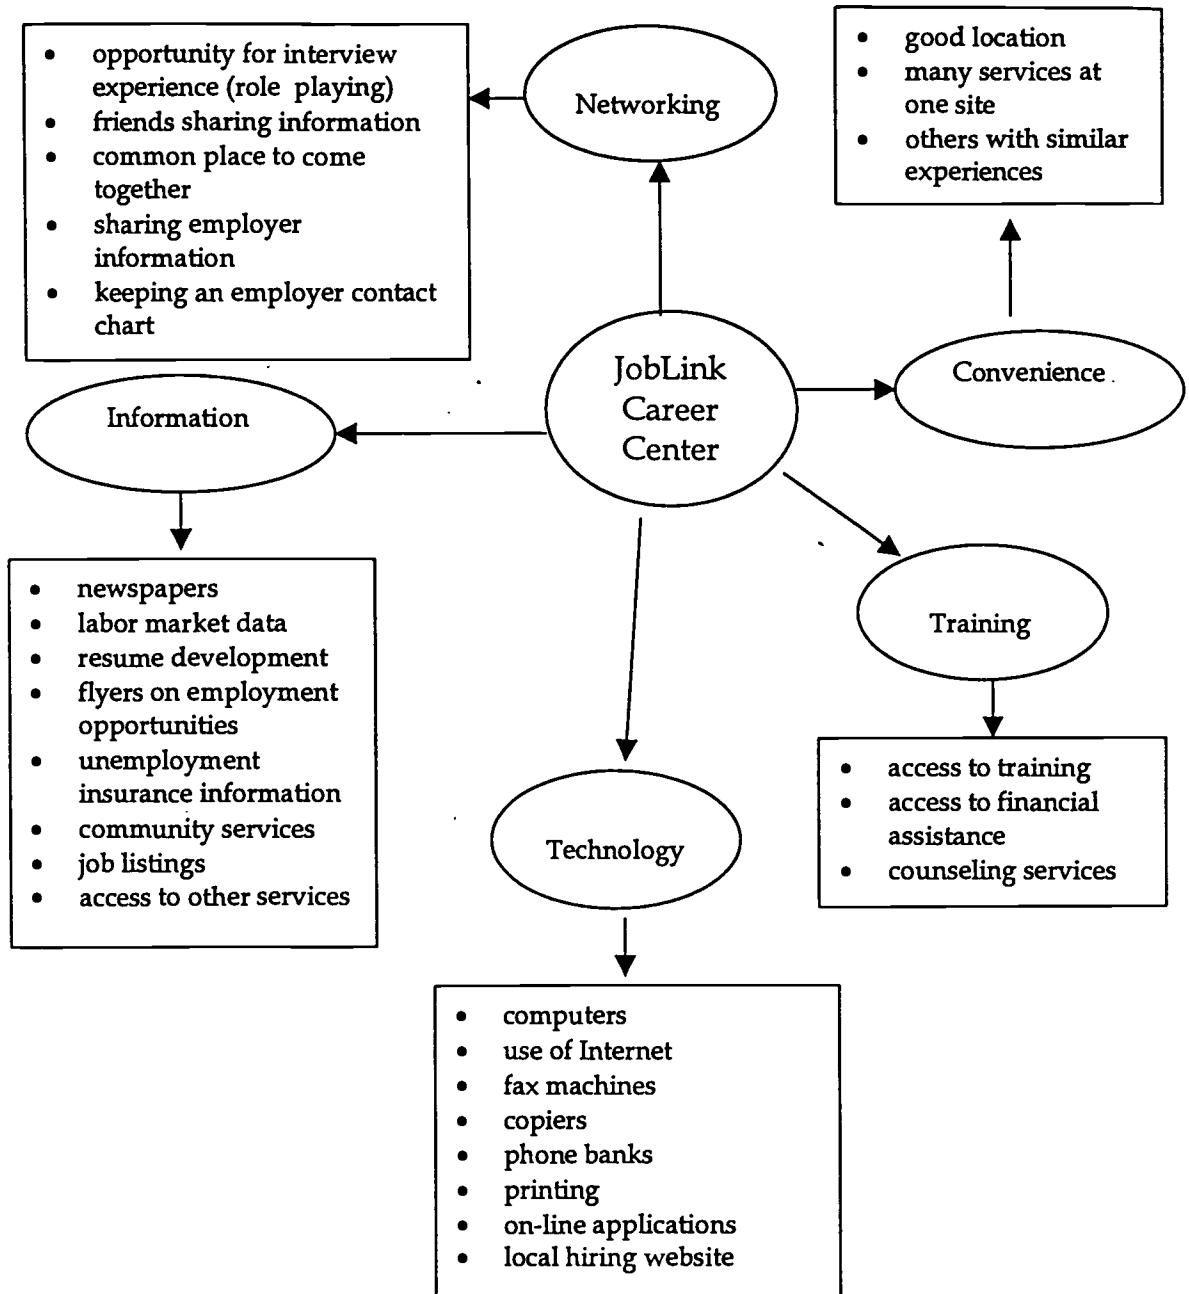 • opportunity for interview
experience (role playing)
• friends sharing information
• common place to come
together
• sharing employer
information
• keeping an employer contact
chart
Networking
• good location
• many services at
one site
• others with similar
experiences
JobLink
Career
Center
Convenience
Information
• newspapers
• labor market data
• resume development
• flyers on employment
opportunities
• unemployment
insurance information
• community services
• job listings
• access to other services
Training
• access to training
• access to financial
assistance
• counseling services
Technology
• computers
• use of Internet
• fax machines
• copiers
• phone banks
• printing
• on-line applications
• local hiring website